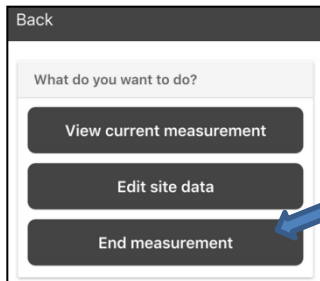 Back
What do you want to do?
View current measurement
Edit site data
End measurement